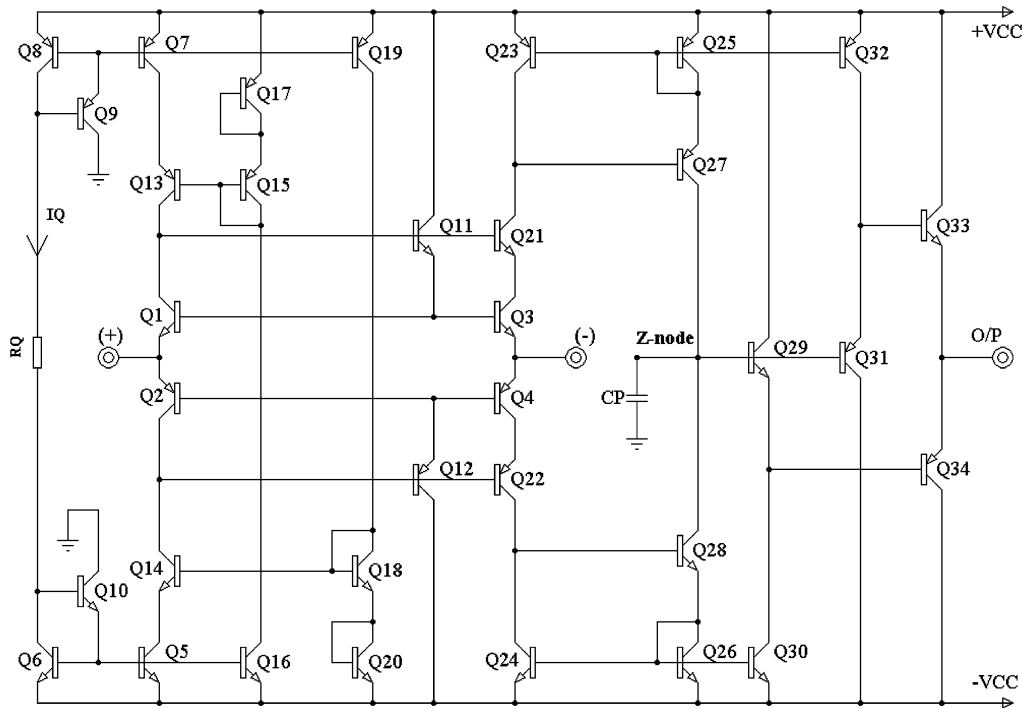 +VCC
Q8
Q7
Q19
Q23
Q25
Q32
Q17
Q9
Q27
Q13
Q15
IQ
Q11
Q21
Q33
Q1
Q3
(+)
(-)
Z-node
O/P
RQ
Q29
Q31
Q2
Q4
CP
Q12
Q22
Q34
Q14
Q18
Q28
Q10
Q6
Q5
Q16
Q20
Q24
Q26
Q30
-VCC